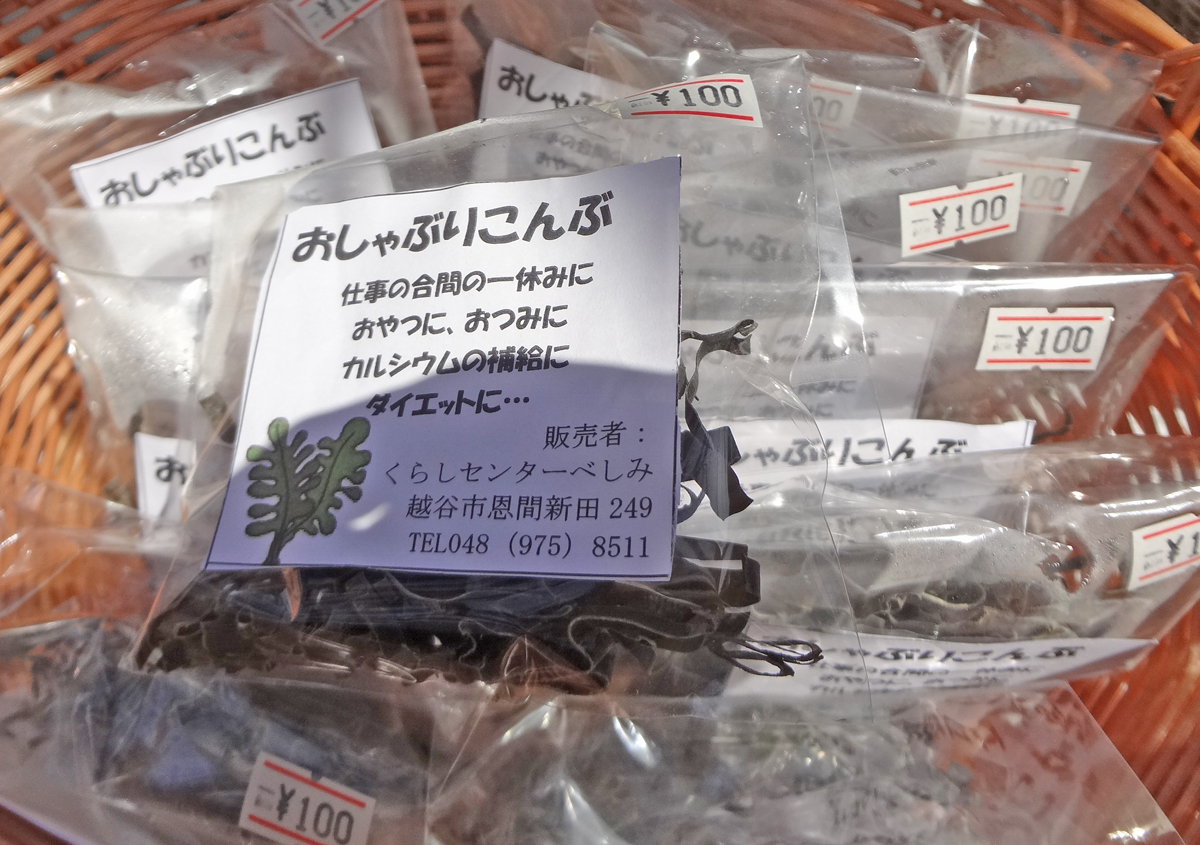 おしゃぶりこんぶ
仕事の合間の一休みに
おやつに、おつみに
カルシウムの補給に
ダイエットに…
販売者：
くらしセンターべしみ
越谷市恩間新田 249
TEL048 (975) 8511
¥100
おしゃぶりこんぶ
おしゃぶ
¥100
¥100
ゃぶりこんぶ
¥100